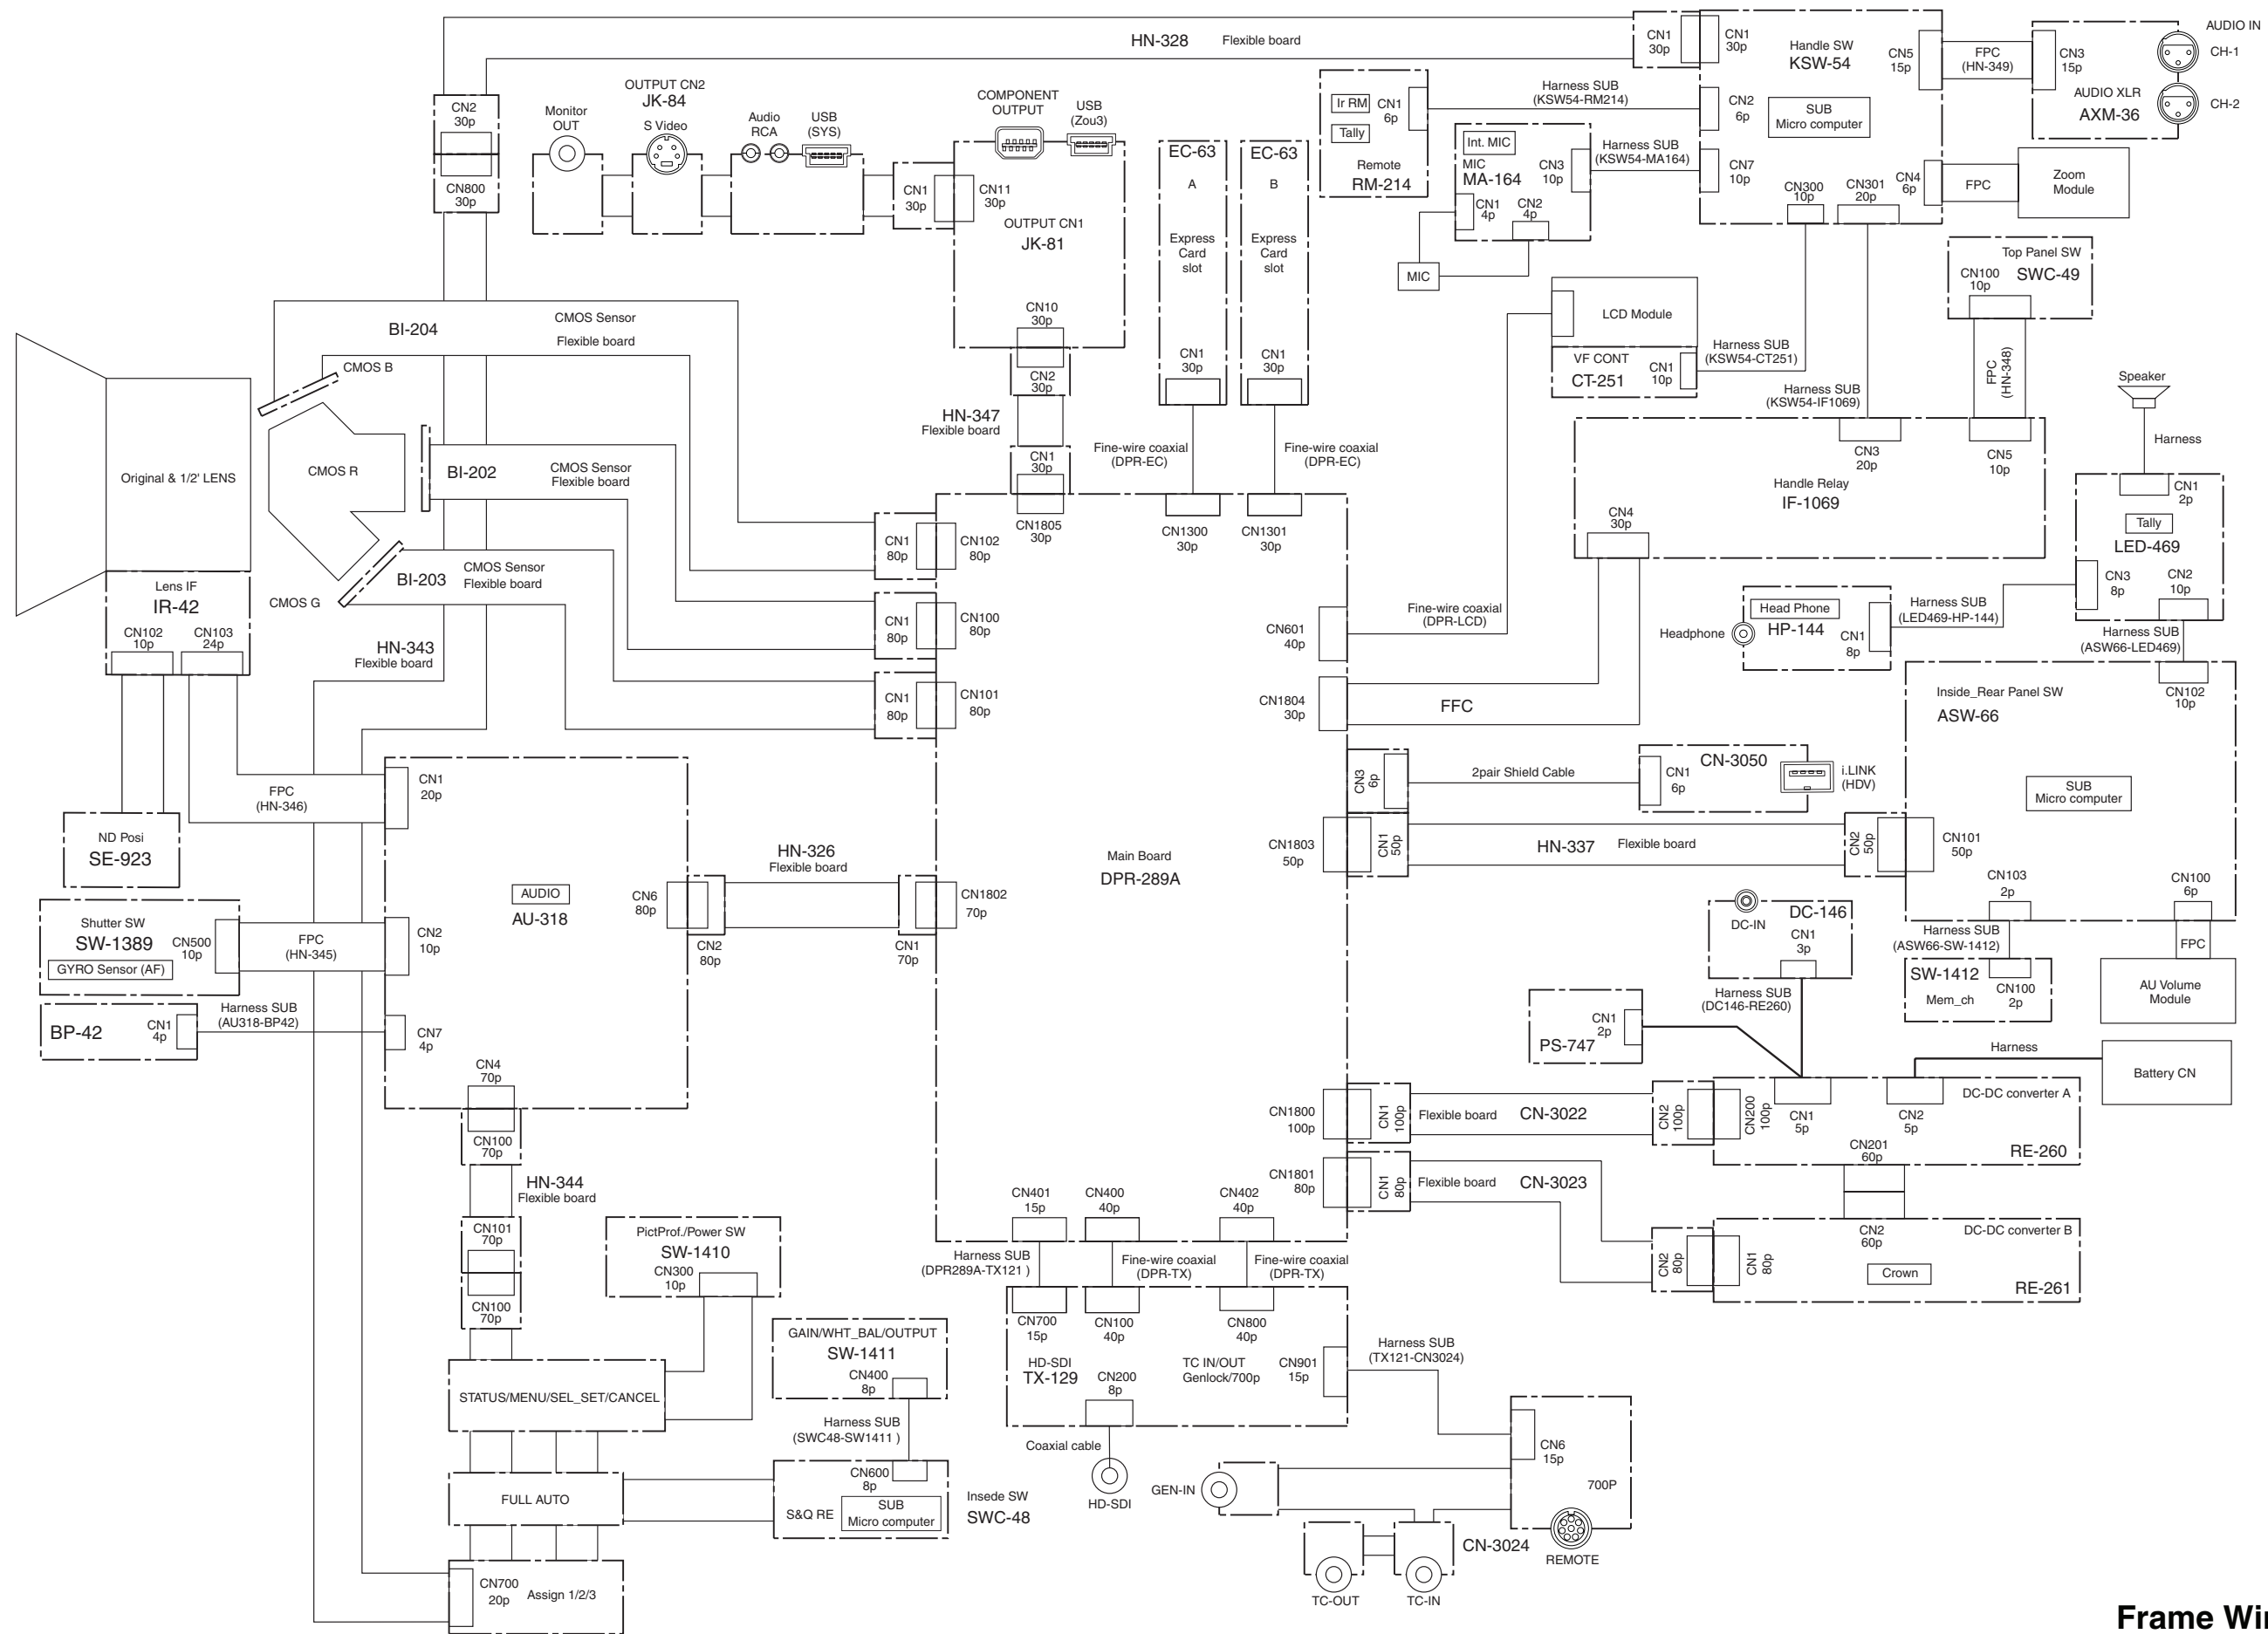 HN-328 Flexible board
CN1
30p
CN1
30p
Handle SW
KSW-54
SUB
Micro computer
CN5
15p
FPC
(HN-349)
CN3
15p
AUDIO XLR
AXM-36
AUDIO IN
CH-1
CH-2
CN2
30p
CN800
30p
OUTPUT CN2
JK-84
Monitor
OUT
S Video
Audio
RCA
USB
(SYS)
CN1
30p
CN11
30p
COMPONENT
OUTPUT
USB
(Zou3)
OUTPUT CN1
JK-81
CN10
30p
EC-63
A
Express
Card
slot
CN1
30p
EC-63
B
Express
Card
slot
CN1
30p
Ir RM
Tally
CN1
6p
Remote
RM-214
Harness SUB
(KSW54-RM214)
CN2
6p
Int. MIC
MIC
MA-164
CN3
10p
CN1
4p
CN2
4p
MIC
Harness SUB
(KSW54-MA164)
CN7
10p
CN300
10p
CN301
20p
CN4
6p
FPC
Zoom
Module
Top Panel SW
SWC-49
CN100
10p
FPC
(HN-348)
LCD Module
VF CONT
CT-251
CN1
10p
Harness SUB
(KSW54-CT251)
Harness SUB
(KSW54-IF1069)
CN3
20p
CN5
10p
Handle Relay
IF-1069
CN4
30p
Speaker
Harness
CN1
2p
Tally
LED-469
CN3
8p
CN2
10p
Harness SUB
(ASW66-LED469)
Head Phone
HP-144
Headphone
CN1
8p
Harness SUB
(LED469-HP-144)
BI-204
CMOS Sensor
Flexible board
CMOS B
CMOS R
BI-202
CMOS Sensor
Flexible board
CMOS G
BI-203
CMOS Sensor
Flexible board
Original & 1/2' LENS
Lens IF
IR-42
CN102
10p
CN103
24p
HN-343
Flexible board
CN2
30p
HN-347
Flexible board
CN1
30p
CN1805
30p
Fine-wire coaxial
(DPR-EC)
Fine-wire coaxial
(DPR-EC)
CN1300
30p
CN1301
30p
CN1
80p
CN102
80p
CN1
80p
CN100
80p
CN1
80p
CN101
80p
CN601
40p
Fine-wire coaxial
(DPR-LCD)
CN1804
30p
FFC
CN3
6p
2pair Shield Cable
CN1
6p
CN-3050
i.LINK
(HDV)
CN1803
50p
CN1
50p
HN-337 Flexible board
CN2
50p
CN101
50p
Inside_Rear Panel SW
ASW-66
CN102
10p
SUB
Micro computer
CN103
2p
CN100
6p
Harness SUB
(ASW66-SW-1412)
SW-1412
Mem_ch
CN100
2p
FPC
AU Volume
Module
Main Board
DPR-289A
FPC
(HN-346)
CN1
20p
ND Posi
SE-923
Shutter SW
SW-1389
GYRO Sensor (AF)
CN500
10p
FPC
(HN-345)
CN2
10p
AUDIO
AU-318
CN6
80p
CN2
80p
HN-326
Flexible board
CN1
70p
CN1802
70p
BP-42
CN1
4p
Harness SUB
(AU318-BP42)
CN7
4p
CN4
70p
CN100
70p
HN-344
Flexible board
CN101
70p
CN100
70p
DC-IN
DC-146
CN1
3p
Harness SUB
(DC146-RE260)
CN1
2p
PS-747
Harness
Battery CN
CN1800
100p
CN1
100p
Flexible board CN-3022
CN2
100p
CN200
100p
CN1
5p
CN2
5p
DC-DC converter A
RE-260
CN201
60p
CN1801
80p
CN1
80p
Flexible board CN-3023
CN2
80p
CN1
80p
CN2
60p
DC-DC converter B
Crown
RE-261
CN401
15p
CN400
40p
CN402
40p
Harness SUB
(DPR289A-TX121 )
Fine-wire coaxial
(DPR-TX)
Fine-wire coaxial
(DPR-TX)
CN700
15p
CN100
40p
CN800
40p
HD-SDI
TX-129
CN200
8p
TC IN/OUT
Genlock/700p
CN901
15p
Harness SUB
(TX121-CN3024)
Coaxial cable
HD-SDI
GEN-IN
CN6
15p
700P
REMOTE
CN-3024
TC-OUT
TC-IN
PictProf./Power SW
SW-1410
CN300
10p
GAIN/WHT_BAL/OUTPUT
SW-1411
CN400
8p
Harness SUB
(SWC48-SW1411 )
STATUS/MENU/SEL_SET/CANCEL
CN600
8p
S&Q RE
SUB
Micro computer
Insede SW
SWC-48
FULL AUTO
CN700
20p
Assign 1/2/3
Frame Wi